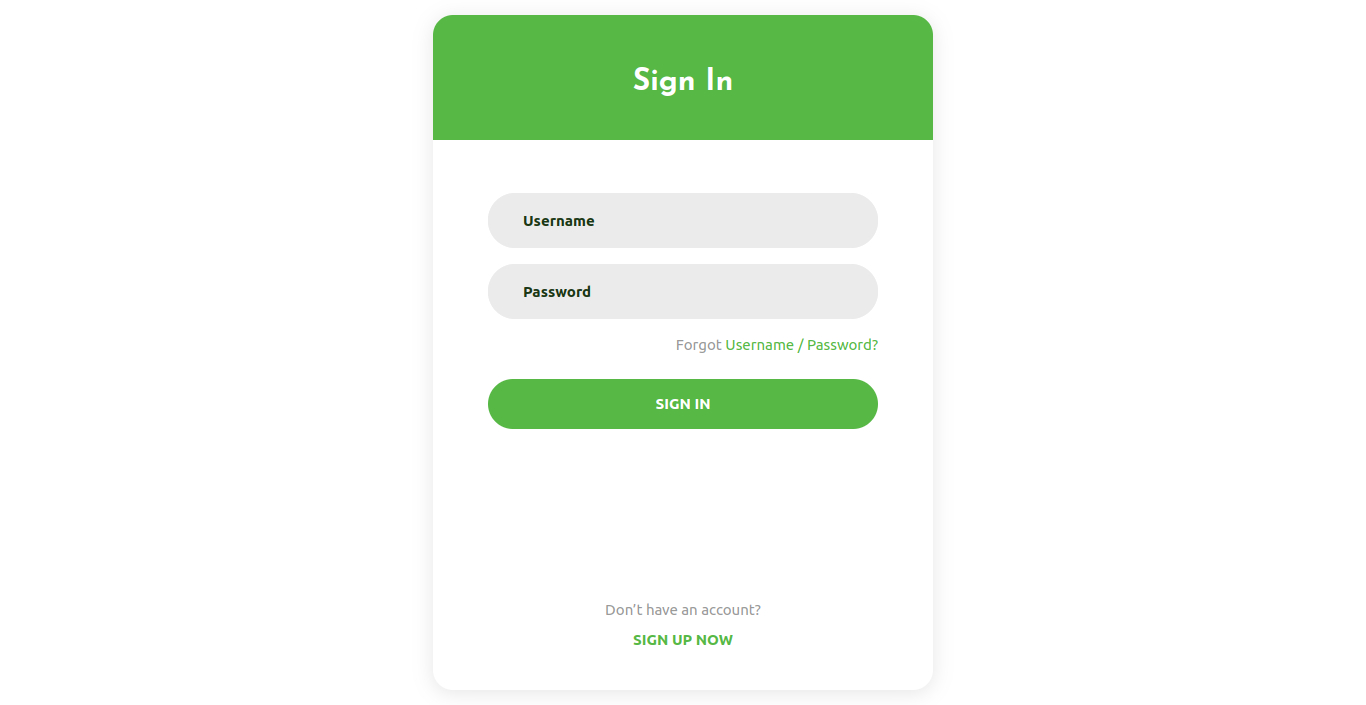 Sign In
Username
Password
Forgot Username / Password?
SIGN IN
Don’t have an account?
SIGN UP NOW